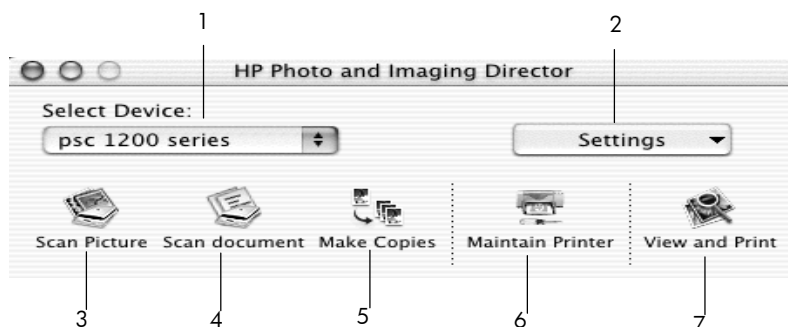 1 2
HP Photo and Imaging Director
Select Device:
psc 1200 series Settings
Scan Picture Scan document Make Copies Maintain Printer View and Print
3 4 5 6 7